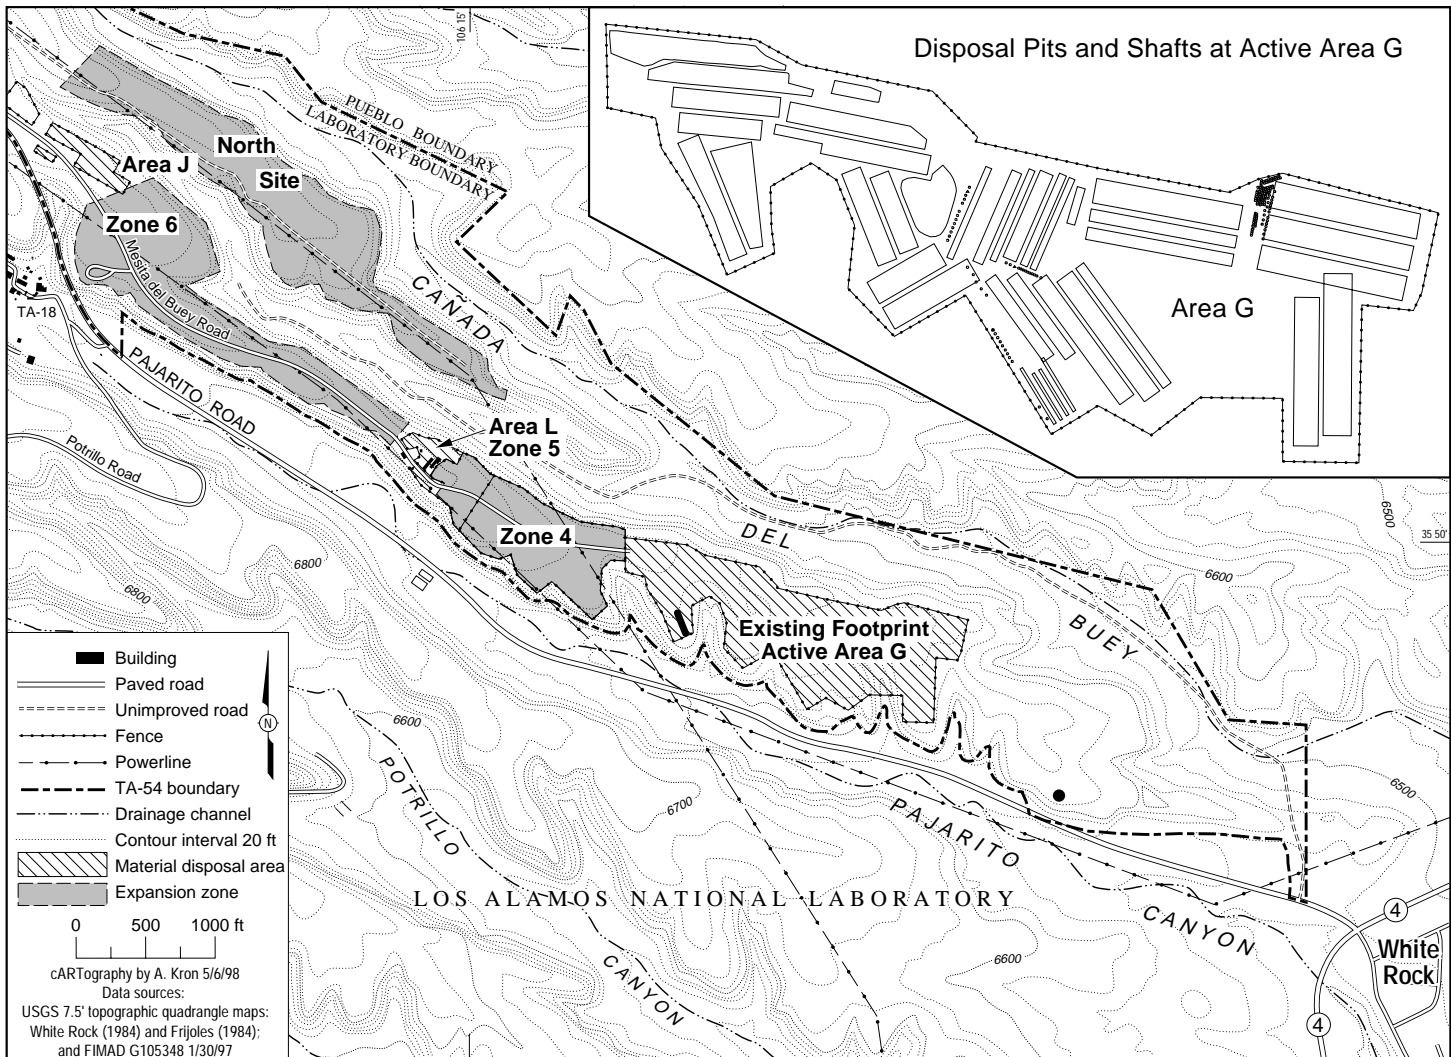 106 15'
Disposal Pits and Shafts at Active Area G
Area G
PUEBLO BOUNDARY
LABORATORY BOUNDARY
North
Site
Area J
Zone 6
Mesita del Buey Road
TA-18
PAJARITO ROAD
Potrillo Road
CAÑADA
DEL
BUEY
Area L
Zone 5
Zone 4
Existing Footprint
Active Area G
6500
35 50'
6600
6800
6800
6600
6700
6500
6600
POTRILLO
CANYON
PAJARITO
CANYON
LOS ALAMOS NATIONAL LABORATORY
4
White
Rock
4
Building
Paved road
Unimproved road
Fence
Powerline
TA-54 boundary
Drainage channel
Contour interval 20 ft
Material disposal area
Expansion zone
N
0 500 1000 ft
cARTography by A. Kron 5/6/98
Data sources:
USGS 7.5' topographic quadrangle maps:
White Rock (1984) and Frijoles (1984);
and FIMAD G105348 1/30/97